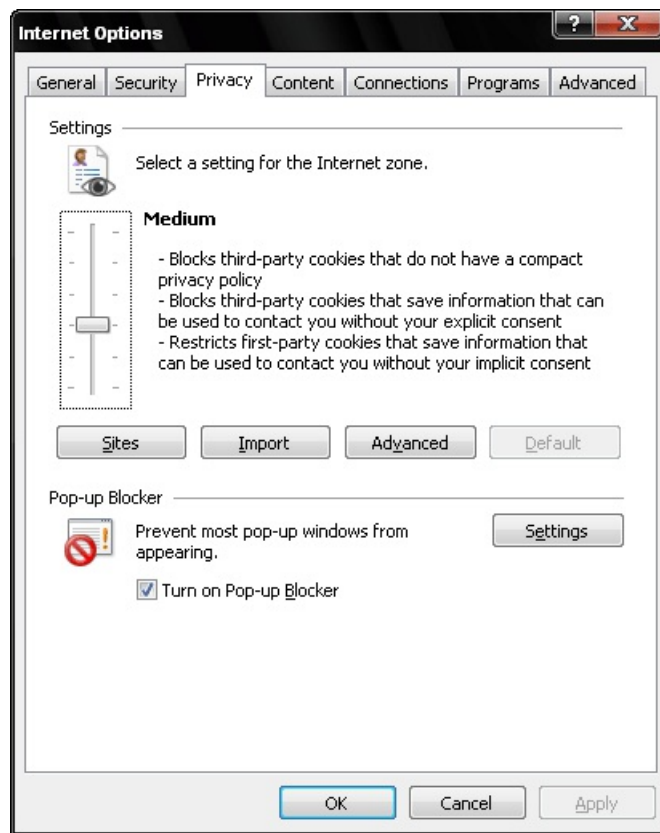 Internet Options
?
X
General Security Privacy Content Connections Programs Advanced
Settings
Select a setting for the Internet zone.
Medium
- Blocks third-party cookies that do not have a compact
privacy policy
- Blocks third-party cookies that save information that can
be used to contact you without your explicit consent
- Restricts first-party cookies that save information that
can be used to contact you without your implicit consent
Sites Import Advanced Default
Pop-up Blocker
Prevent most pop-up windows from
appearing.
Settings
Turn on Pop-up Blocker
OK Cancel Apply